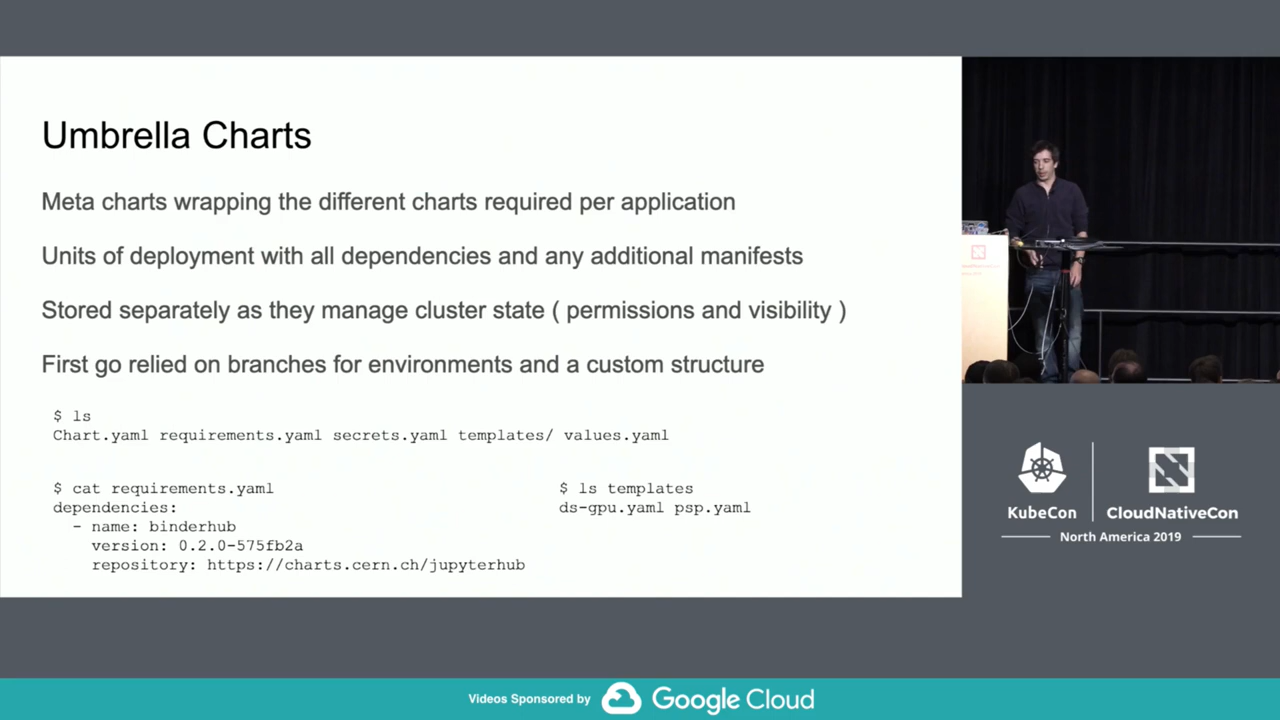 Umbrella Charts
Meta charts wrapping the different charts required per application
Units of deployment with all dependencies and any additional manifests
Stored separately as they manage cluster state ( permissions and visibility )
First go relied on branches for environments and a custom structure
$ ls
Chart.yaml requirements.yaml secrets.yaml templates/ values.yaml
$ cat requirements.yaml
dependencies:
- name: binderhub
version: 0.2.0-575fb2a
repository: https://charts.cern.ch/jupyterhub
$ ls templates
ds-gpu.yaml psp.yaml
KubeCon
CloudNativeCon
North America 2019
Videos Sponsored by
Google Cloud